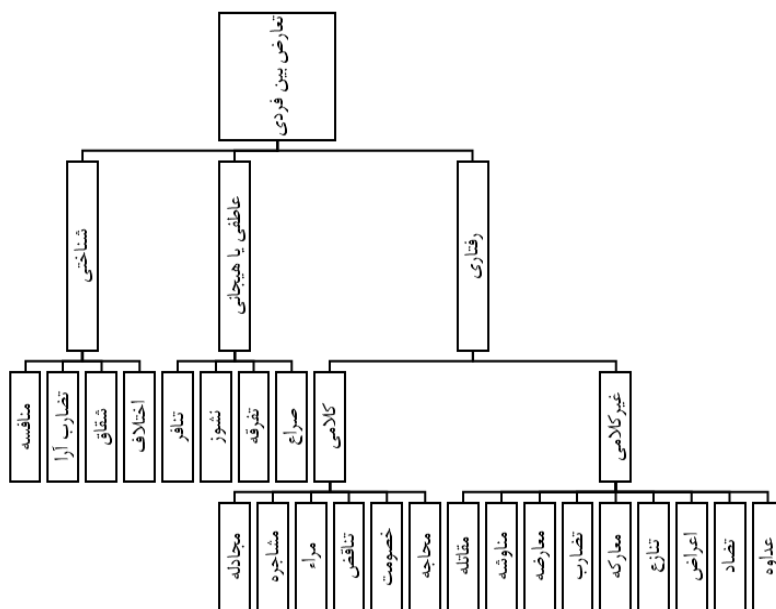 تعارض بین فردی
رفتاری
عاطفی یا هیجانی
شناختی
غیرکلامی
کلامی
صراع
تفرقه
نشوز
تنافر
اختلاف
شقاق
تضارب آرا
منافسه
عداوه
تضاد
اعراض
تنازع
معارکه
تضارب
معارضه
مناوشه
مقاتله
محاجه
خصومت
تناقض
مراء
مشاجره
مجادله